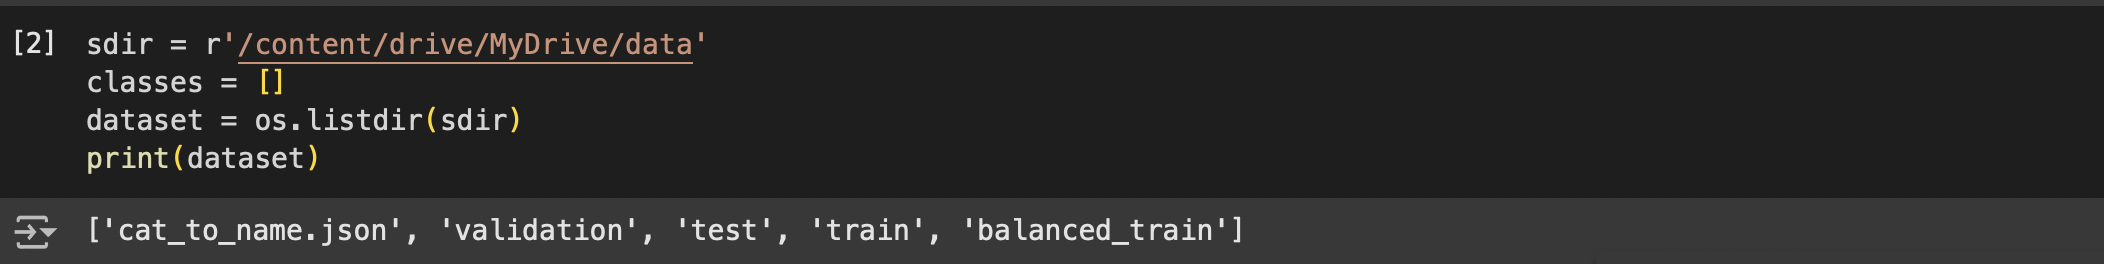 [2] sdir = r'/content/drive/MyDrive/data'
classes = []
dataset = os.listdir(sdir)
print(dataset)
['cat_to_name.json', 'validation', 'test', 'train', 'balanced_train']